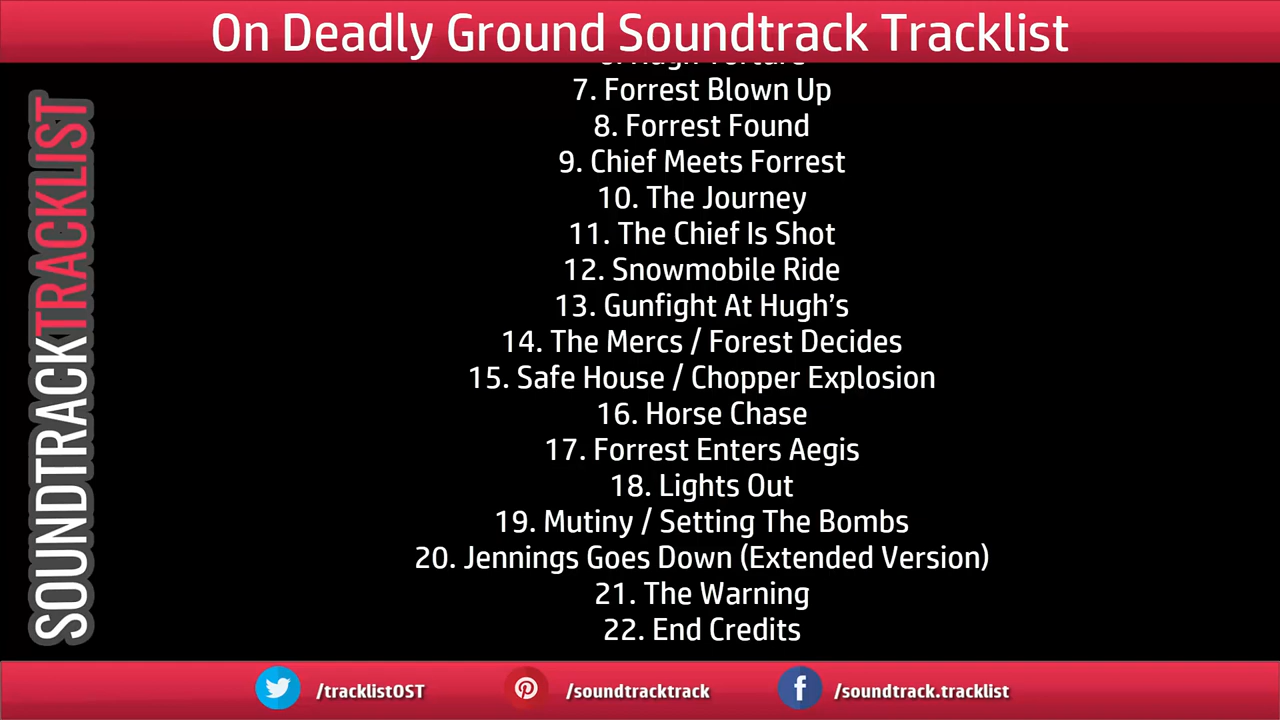 On Deadly Ground Soundtrack Tracklist
7. Forrest Blown Up
8. Forrest Found
9. Chief Meets Forrest
10. The Journey
11. The Chief Is Shot
12. Snowmobile Ride
13. Gunfight At Hugh’s
14. The Mercs / Forest Decides
15. Safe House / Chopper Explosion
16. Horse Chase
17. Forrest Enters Aegis
18. Lights Out
19. Mutiny / Setting The Bombs
20. Jennings Goes Down (Extended Version)
21. The Warning
22. End Credits
SOUNDTRACKTRACKLIST
/tracklistOST
/soundtracktrack
/soundtrack.tracklist